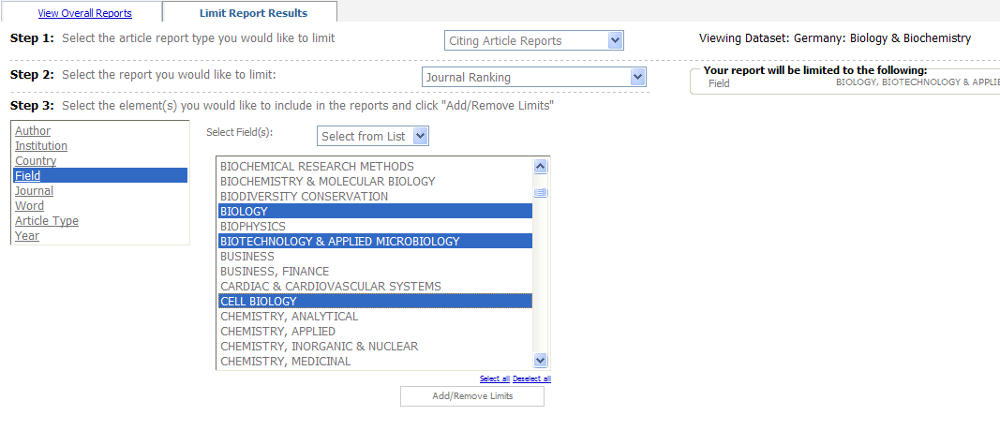 View Overall Reports
Limit Report Results
Step 1: Select the article report type you would like to limit
Citing Article Reports
Viewing Dataset: Germany: Biology & Biochemistry
Step 2: Select the report you would like to limit:
Journal Ranking
Your report will be limited to the following:
Field BIOLOGY, BIOTECHNOLOGY & APPLIE
Step 3: Select the element(s) you would like to include in the reports and click "Add/Remove Limits"
Author
Institution
Country
Field
Journal
Word
Article Type
Year
Select Field(s):
Select from List
BIOCHEMICAL RESEARCH METHODS
BIOCHEMISTRY & MOLECULAR BIOLOGY
BIODIVERSITY CONSERVATION
BIOLOGY
BIOPHYSICS
BIOTECHNOLOGY & APPLIED MICROBIOLOGY
BUSINESS
BUSINESS, FINANCE
CARDIAC & CARDIOVASCULAR SYSTEMS
CELL BIOLOGY
CHEMISTRY, ANALYTICAL
CHEMISTRY, APPLIED
CHEMISTRY, INORGANIC & NUCLEAR
CHEMISTRY, MEDICINAL
Select all Deselect all
Add/Remove Limits